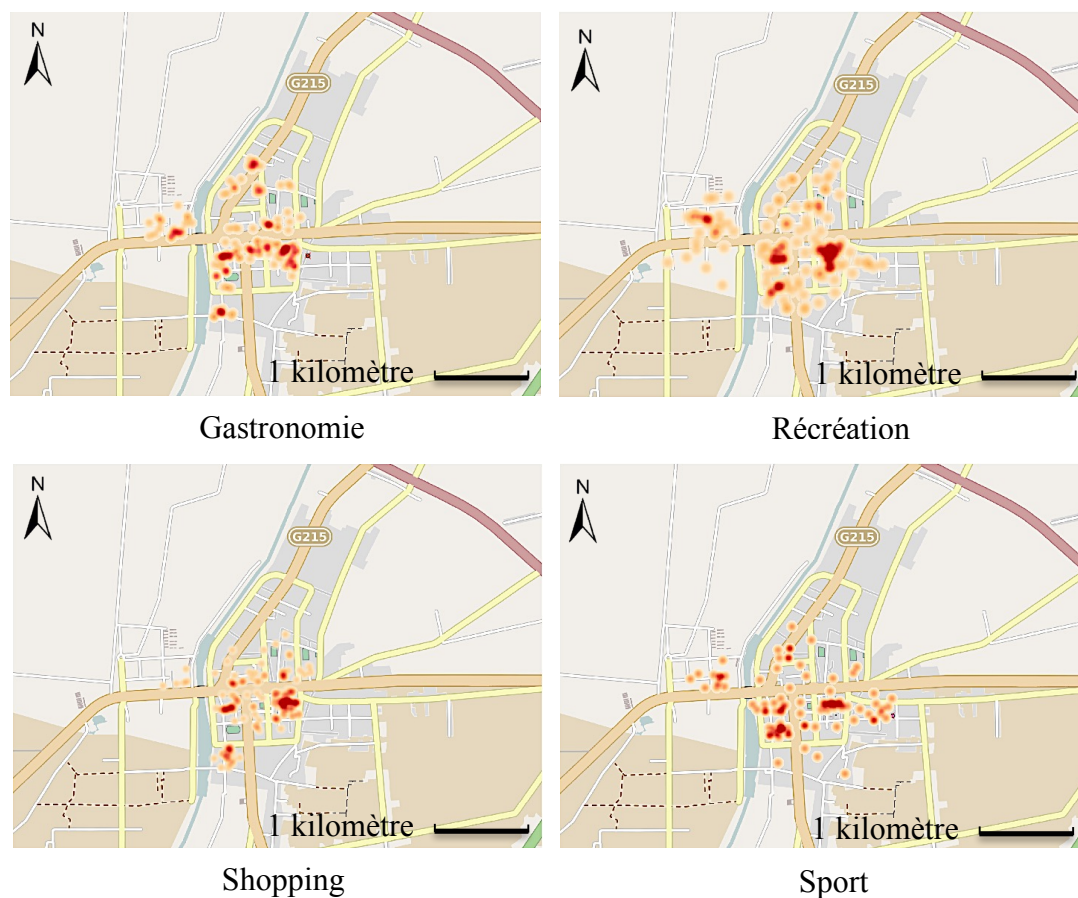 N
G215
1 kilomètre
Gastronomie
N
G215
1 kilomètre
Récréation
N
G215
1 kilomètre
Shopping
N
G215
1 kilomètre
Sport